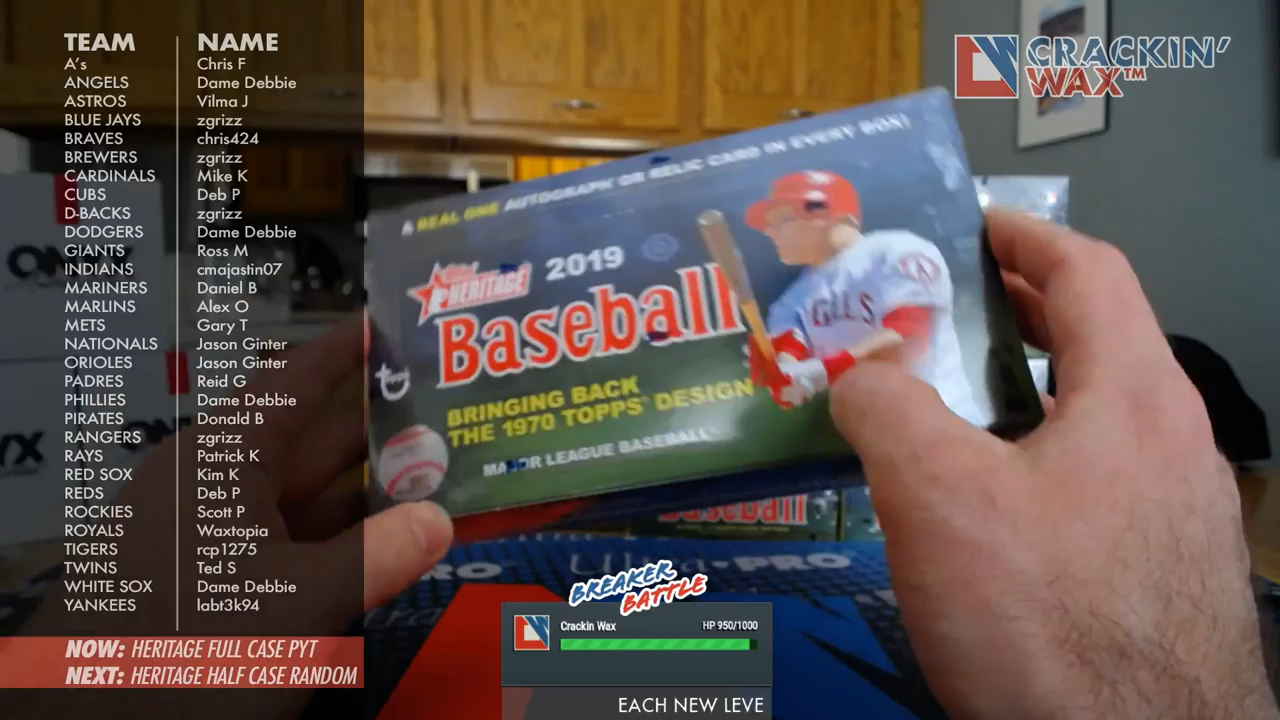 TEAM NAME
A's Chris F
ANGELS Dame Debbie
ASTROS Vilma J
BLUE JAYS zgrizz
BRAVES chris424
BREWERS zgrizz
CARDINALS Mike K
CUBS Deb P
D-BACKS zgrizz
DODGERS Dame Debbie
GIANTS Ross M
INDIANS cmajastin07
MARINERS Daniel B
MARLINS Alex O
METS Gary T
NATIONALS Jason Ginter
ORIOLES Jason Ginter
PADRES Reid G
PHILLIES Dame Debbie
PIRATES Donald B
RANGERS zgrizz
RAYS Patrick K
RED SOX Kim K
REDS Deb P
ROCKIES Scott P
ROYALS Waxtopia
TIGERS rcp1275
TWINS Ted S
WHITE SOX Dame Debbie
YANKEES labt3k94
NOW: HERITAGE FULL CASE PYT
NEXT: HERITAGE HALF CASE RANDOM
CRACKIN'
WAX™
A REAL ONE AUTOGRAPH OR RELIC CARD IN EVERY BOX!
Topps HERITAGE 2019
Baseball
BRINGING BACK
THE 1970 TOPPS DESIGN
MAJOR LEAGUE BASEBALL
Baseball
Ultra•PRO
BREAKER
BATTLE
Crackin Wax HP 950/1000
EACH NEW LEVE